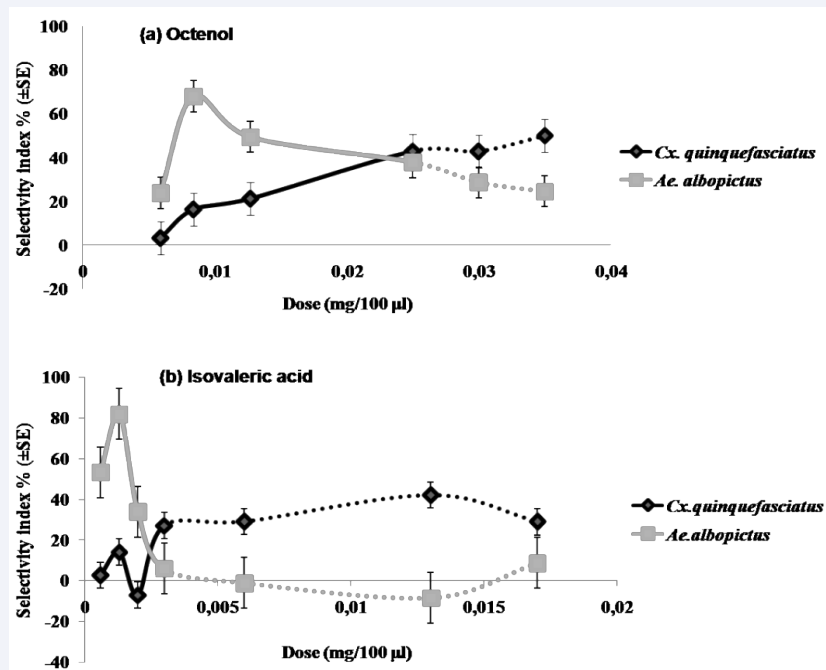 (a) Octenol
Selectivity index % (±SE)
100
80
60
40
20
0
-20
0
0,01
0,02
0,03
0,04
Dose (mg/100 µl)
Cx. quinquefasciatus
Ae. albopictus
(b) Isovaleric acid
Selectivity index % (±SE)
100
80
60
40
20
0
-20
-40
0
0,005
0,01
0,015
0,02
Dose (mg/100 µl)
Cx.quinquefasciatus
Ae.albopictus